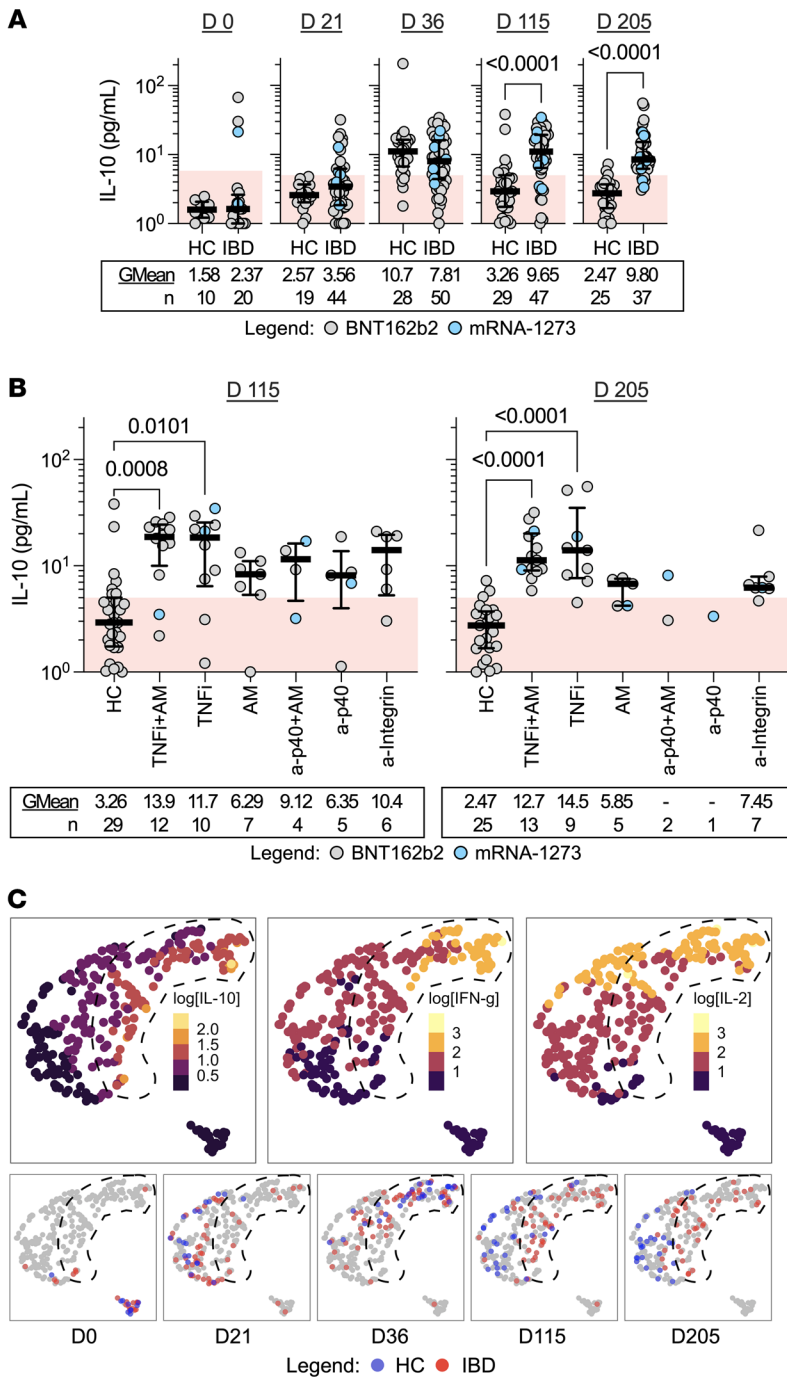 A
D 0 D 21 D 36 D 115 D 205
<0.0001 <0.0001
IL-10 (pg/mL)
10²
10¹
10⁰
HC IBD HC IBD HC IBD HC IBD HC IBD
GMean 1.58 2.37 2.57 3.56 10.7 7.81 3.26 9.65 2.47 9.80
n 10 20 19 44 28 50 29 47 25 37
Legend: BNT162b2 mRNA-1273
B
D 115 D 205
0.0101 <0.0001
0.0008 <0.0001
IL-10 (pg/mL)
10² 10²
10¹ 10¹
10⁰ 10⁰
HC TNFi+AM TNFi AM a-p40+AM a-p40 a-Integrin HC TNFi+AM TNFi AM a-p40+AM a-p40 a-Integrin
GMean 3.26 13.9 11.7 6.29 9.12 6.35 10.4 2.47 12.7 14.5 5.85 - - 7.45
n 29 12 10 7 4 5 6 25 13 9 5 2 1 7
Legend: BNT162b2 mRNA-1273
C
log[IL-10]
2.0
1.5
1.0
0.5
log[IFN-g]
3
2
1
log[IL-2]
3
2
1
D0 D21 D36 D115 D205
Legend: HC IBD